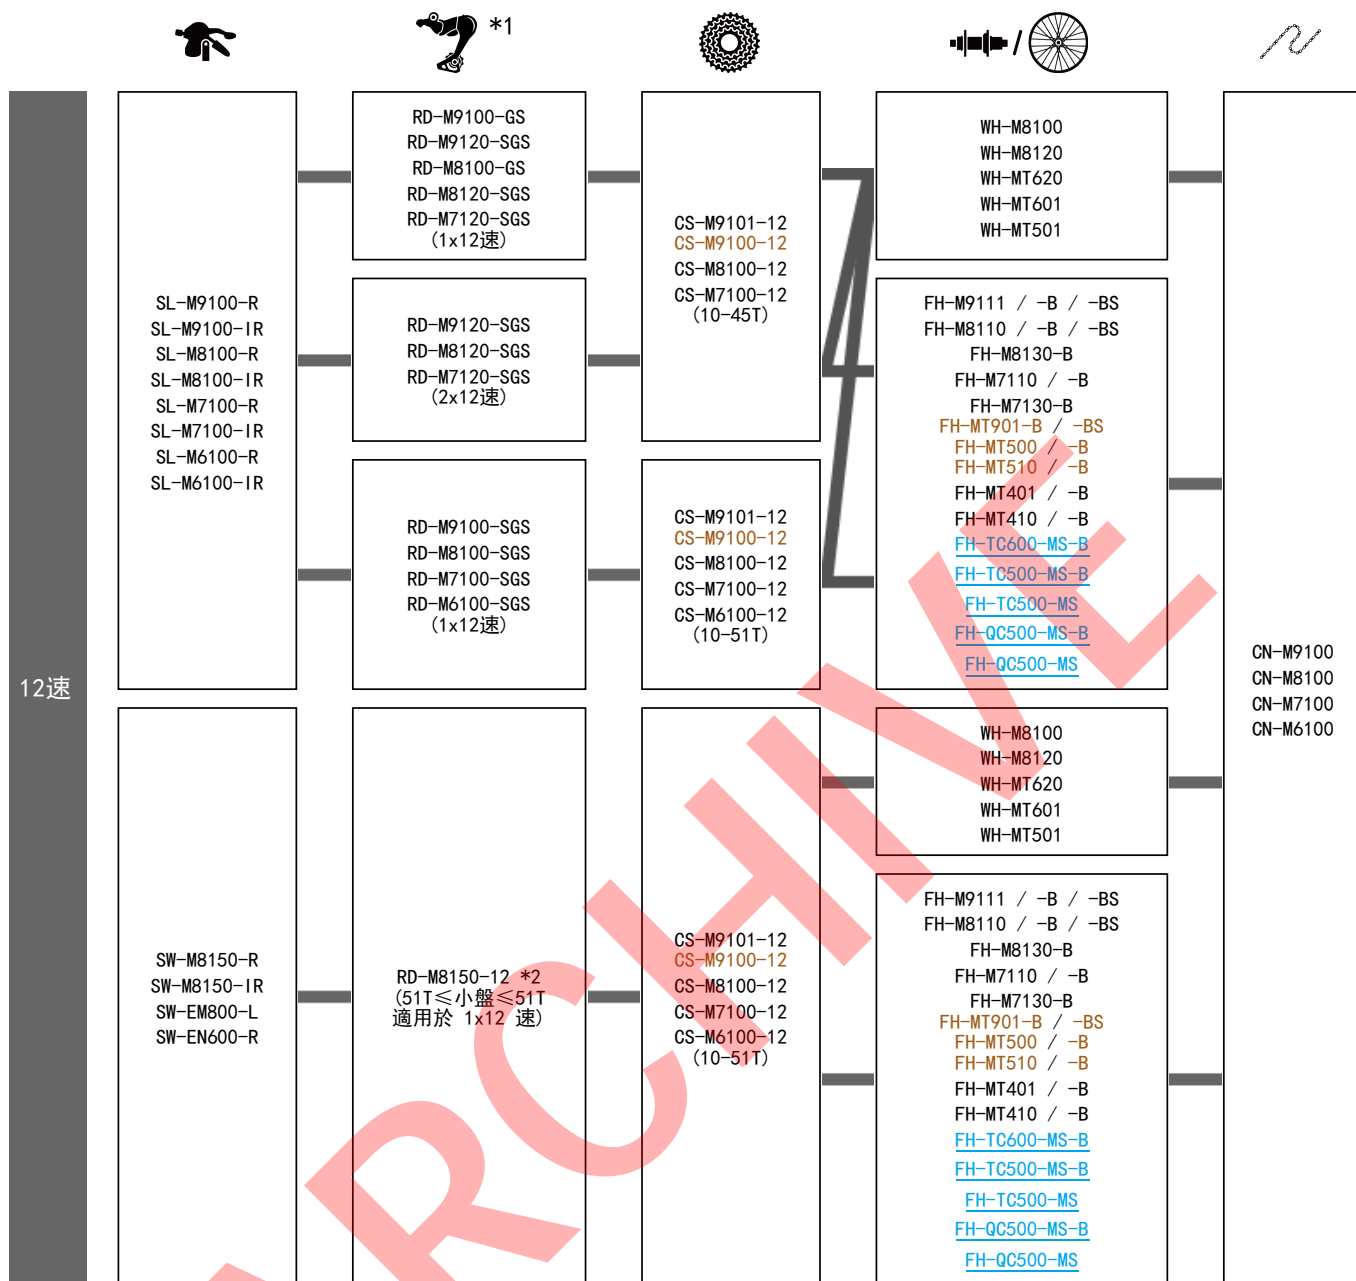 *1
12速
SL-M9100-R
SL-M9100-IR
SL-M8100-R
SL-M8100-IR
SL-M7100-R
SL-M7100-IR
SL-M6100-R
SL-M6100-IR
RD-M9100-GS
RD-M9120-SGS
RD-M8100-GS
RD-M8120-SGS
RD-M7120-SGS
(1x12速)
RD-M9120-SGS
RD-M8120-SGS
RD-M7120-SGS
(2x12速)
RD-M9100-SGS
RD-M8100-SGS
RD-M7100-SGS
RD-M6100-SGS
(1x12速)
CS-M9101-12
CS-M9100-12
CS-M8100-12
CS-M7100-12
(10-45T)
CS-M9101-12
CS-M9100-12
CS-M8100-12
CS-M7100-12
CS-M6100-12
(10-51T)
WH-M8100
WH-M8120
WH-MT620
WH-MT601
WH-MT501
FH-M9111 / -B / -BS
FH-M8110 / -B / -BS
FH-M8130-B
FH-M7110 / -B
FH-M7130-B
FH-MT901-B / -BS
FH-MT500 / -B
FH-MT510 / -B
FH-MT401 / -B
FH-MT410 / -B
FH-TC600-MS-B
FH-TC500-MS-B
FH-TC500-MS
FH-QC500-MS-B
FH-QC500-MS
SW-M8150-R
SW-M8150-IR
SW-EM800-L
SW-EN600-R
RD-M8150-12 *2
(51T≤小盤≤51T
適用於 1x12 速)
CS-M9101-12
CS-M9100-12
CS-M8100-12
CS-M7100-12
CS-M6100-12
(10-51T)
WH-M8100
WH-M8120
WH-MT620
WH-MT601
WH-MT501
FH-M9111 / -B / -BS
FH-M8110 / -B / -BS
FH-M8130-B
FH-M7110 / -B
FH-M7130-B
FH-MT901-B / -BS
FH-MT500 / -B
FH-MT510 / -B
FH-MT401 / -B
FH-MT410 / -B
FH-TC600-MS-B
FH-TC500-MS-B
FH-TC500-MS
FH-QC500-MS-B
FH-QC500-MS
CN-M9100
CN-M8100
CN-M7100
CN-M6100
ARCHIVE